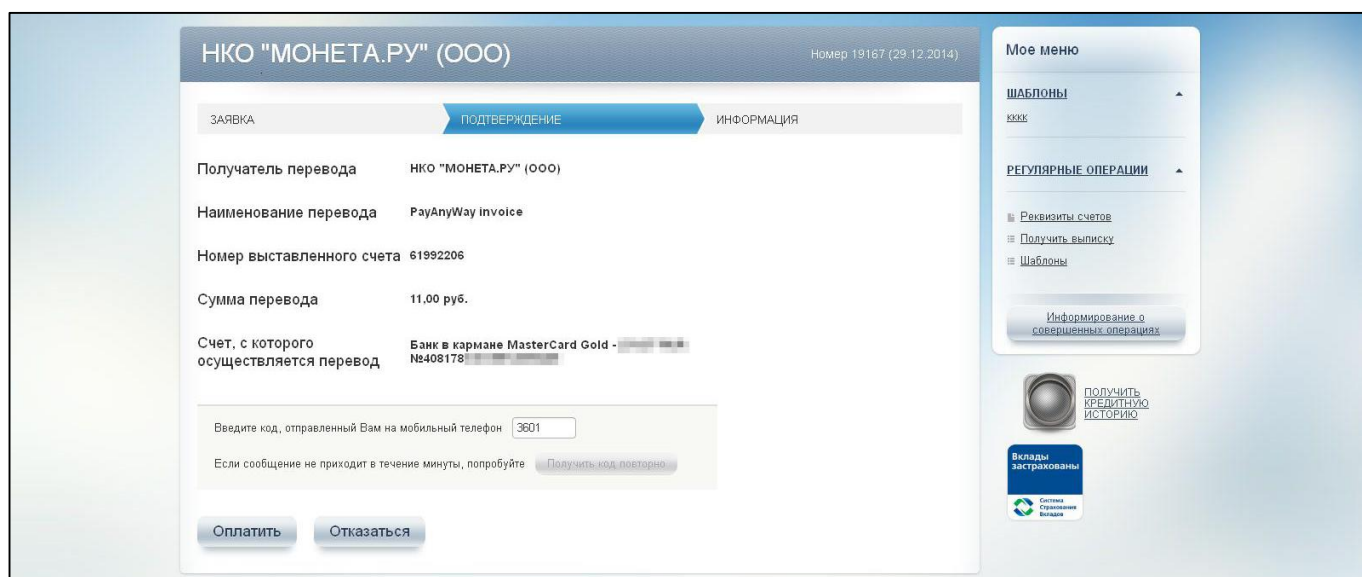 НКО "МОНЕТА.РУ" (ООО)
Номер 19167 (29.12.2014)
ЗАЯВКА
ПОДТВЕРЖДЕНИЕ
ИНФОРМАЦИЯ
Получатель перевода
НКО "МОНЕТА.РУ" (ООО)
Наименование перевода
PayAnyWay invoice
Номер выставленного счета
61992206
Сумма перевода
11,00 руб.
Счет, с которого
осуществляется перевод
Банк в кармане MasterCard Gold -
№408178
Введите код, отправленный Вам на мобильный телефон
3601
Если сообщение не приходит в течение минуты, попробуйте
Получить код повторно
Оплатить
Отказаться
Мое меню
ШАБЛОНЫ
кккк
РЕГУЛЯРНЫЕ ОПЕРАЦИИ
Реквизиты счетов
Получить выписку
Шаблоны
Информирование о
совершенных операциях
ПОЛУЧИТЬ
КРЕДИТНУЮ
ИСТОРИЮ
Вклады
застрахованы
Система
Страхования
Вкладов